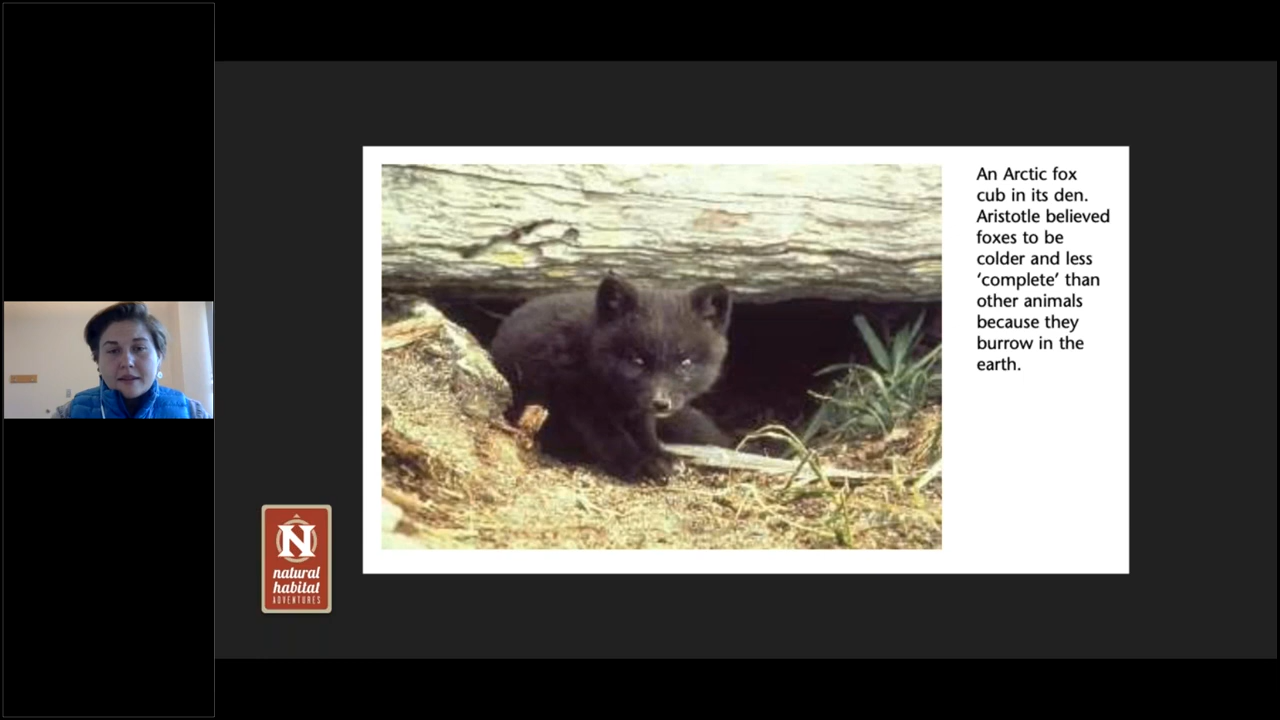 An Arctic fox
cub in its den.
Aristotle believed
foxes to be
colder and less
‘complete’ than
other animals
because they
burrow in the
earth.
N
natural
habitat
ADVENTURES